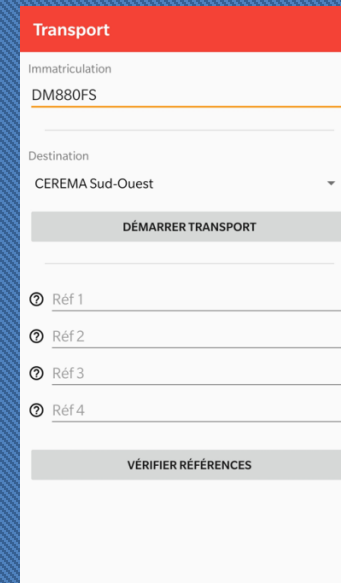 Transport
Immatriculation
DM880FS
Destination
CEREMA Sud-Ouest
DÉMARRER TRANSPORT
Réf 1
Réf 2
Réf 3
Réf 4
VÉRIFIER RÉFÉRENCES